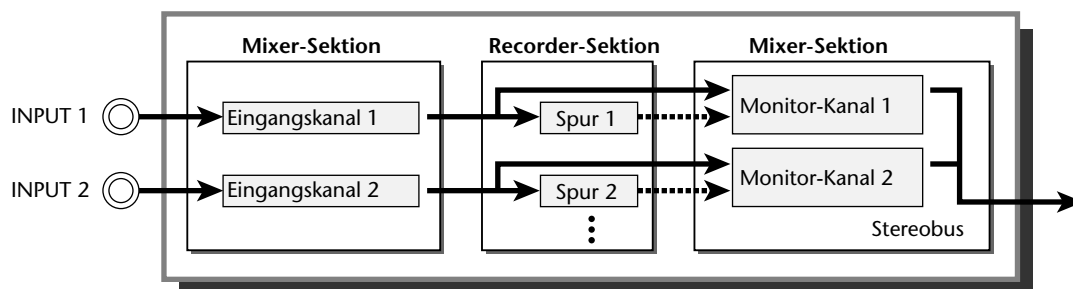 Mixer-Sektion
Recorder-Sektion
Mixer-Sektion
INPUT 1
Eingangskanal 1
Spur 1
Monitor-Kanal 1
INPUT 2
Eingangskanal 2
Spur 2
Monitor-Kanal 2
Stereobus